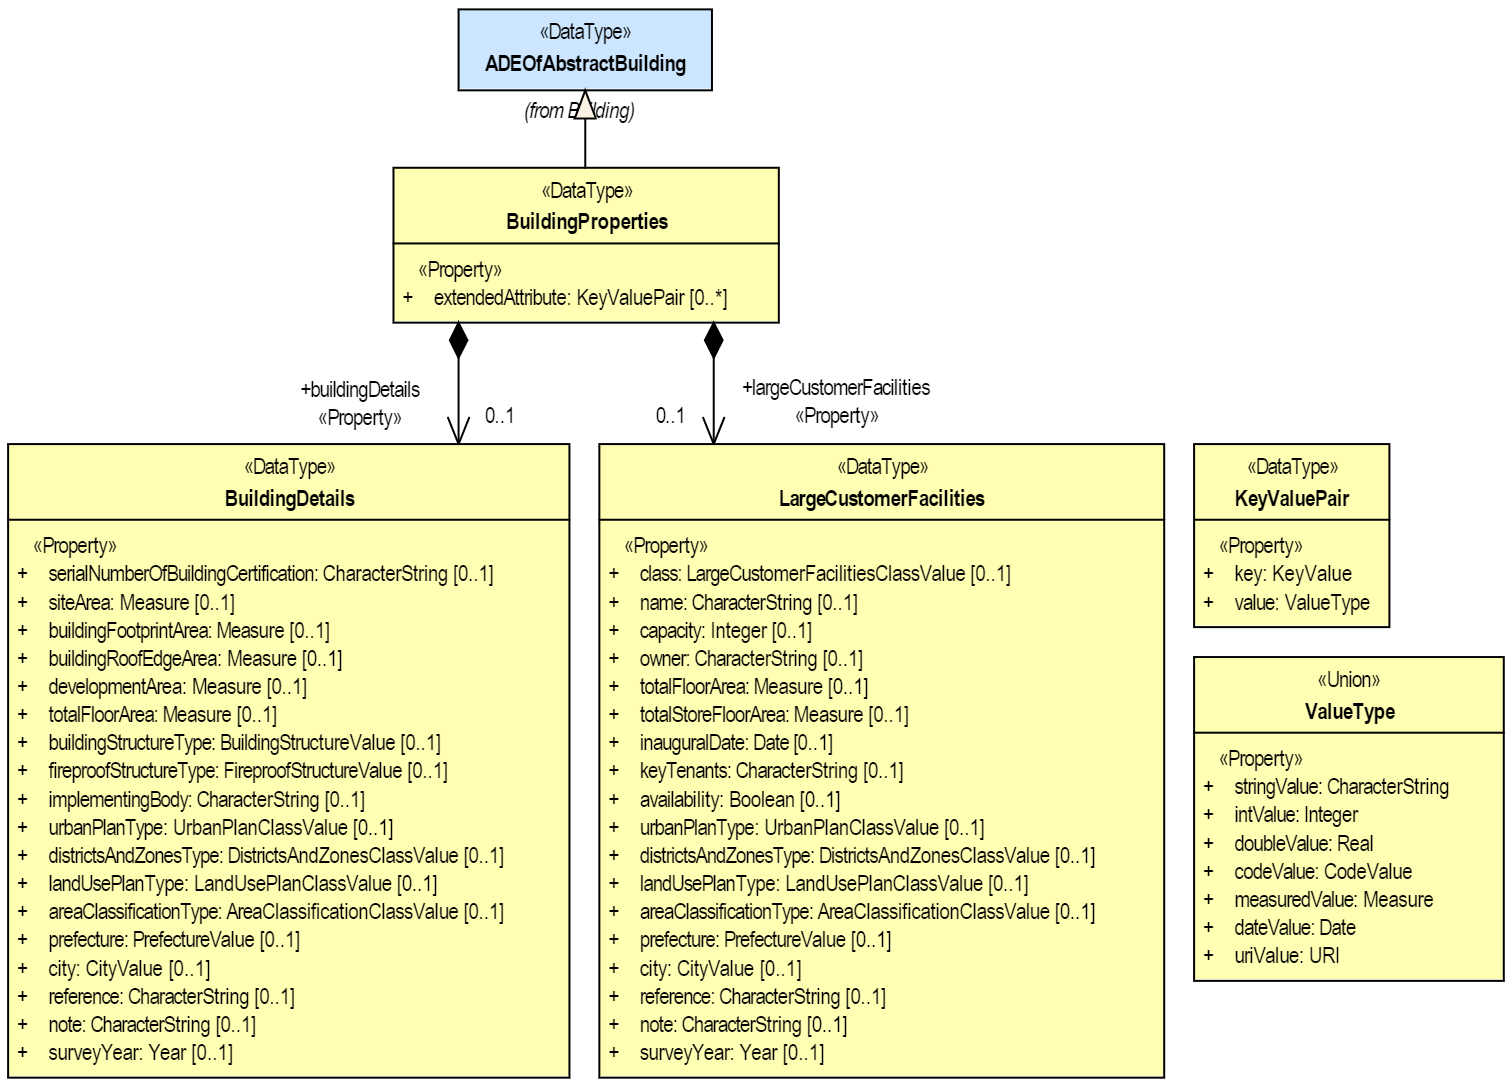 «DataType»
ADEOfAbstractBuilding
(from Building)
«DataType»
BuildingProperties
«Property»
+ extendedAttribute: KeyValuePair [0..*]
+buildingDetails
«Property»
0..1
+largeCustomerFacilities
0..1
«Property»
«DataType»
BuildingDetails
«Property»
+ serialNumberOfBuildingCertification: CharacterString [0..1]
+ siteArea: Measure [0..1]
+ buildingFootprintArea: Measure [0..1]
+ buildingRoofEdgeArea: Measure [0..1]
+ developmentArea: Measure [0..1]
+ totalFloorArea: Measure [0..1]
+ buildingStructureType: BuildingStructureValue [0..1]
+ fireproofStructureType: FireproofStructureValue [0..1]
+ implementingBody: CharacterString [0..1]
+ urbanPlanType: UrbanPlanClassValue [0..1]
+ districtsAndZonesType: DistrictsAndZonesClassValue [0..1]
+ landUsePlanType: LandUsePlanClassValue [0..1]
+ areaClassificationType: AreaClassificationClassValue [0..1]
+ prefecture: PrefectureValue [0..1]
+ city: CityValue [0..1]
+ reference: CharacterString [0..1]
+ note: CharacterString [0..1]
+ surveyYear: Year [0..1]
«DataType»
LargeCustomerFacilities
«Property»
+ class: LargeCustomerFacilitiesClassValue [0..1]
+ name: CharacterString [0..1]
+ capacity: Integer [0..1]
+ owner: CharacterString [0..1]
+ totalFloorArea: Measure [0..1]
+ totalStoreFloorArea: Measure [0..1]
+ inauguralDate: Date [0..1]
+ keyTenants: CharacterString [0..1]
+ availability: Boolean [0..1]
+ urbanPlanType: UrbanPlanClassValue [0..1]
+ districtsAndZonesType: DistrictsAndZonesClassValue [0..1]
+ landUsePlanType: LandUsePlanClassValue [0..1]
+ areaClassificationType: AreaClassificationClassValue [0..1]
+ prefecture: PrefectureValue [0..1]
+ city: CityValue [0..1]
+ reference: CharacterString [0..1]
+ note: CharacterString [0..1]
+ surveyYear: Year [0..1]
«DataType»
KeyValuePair
«Property»
+ key: KeyValue
+ value: ValueType
«Union»
ValueType
«Property»
+ stringValue: CharacterString
+ intValue: Integer
+ doubleValue: Real
+ codeValue: CodeValue
+ measuredValue: Measure
+ dateValue: Date
+ uriValue: URI